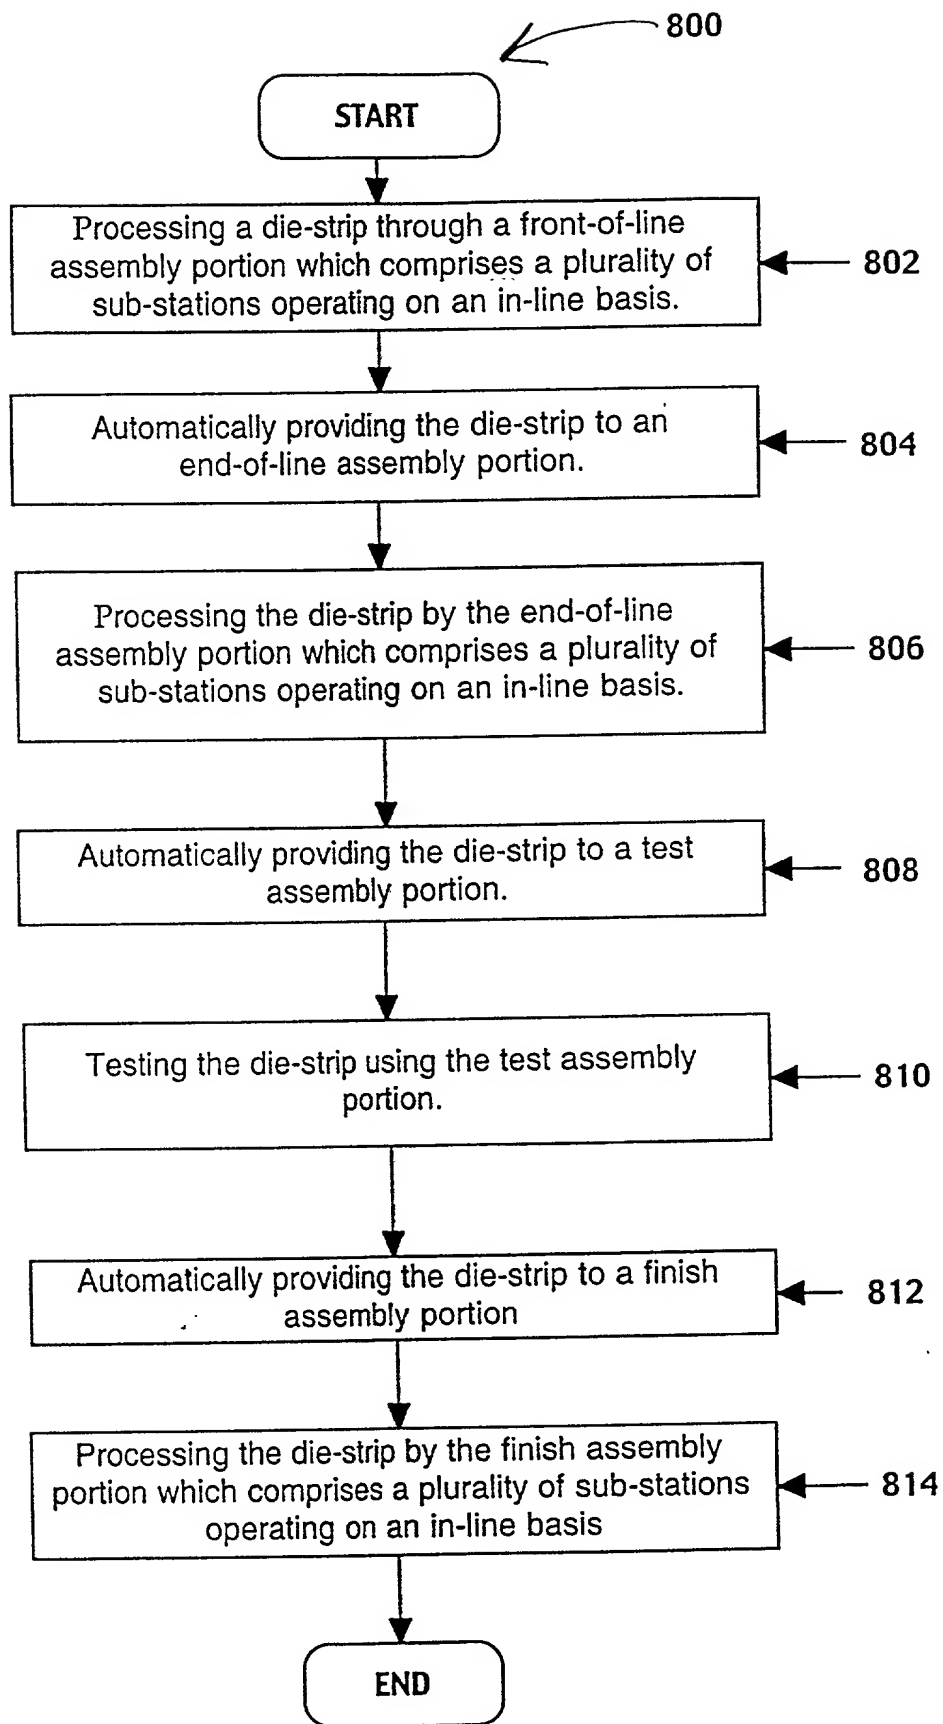 800
START
Processing a die-strip through a front-of-line
assembly portion which comprises a plurality of
sub-stations operating on an in-line basis.
802
Automatically providing the die-strip to an
end-of-line assembly portion.
804
Processing the die-strip by the end-of-line
assembly portion which comprises a plurality of
sub-stations operating on an in-line basis.
806
Automatically providing the die-strip to a test
assembly portion.
808
Testing the die-strip using the test assembly
portion.
810
Automatically providing the die-strip to a finish
assembly portion
812
Processing the die-strip by the finish assembly
portion which comprises a plurality of sub-stations
operating on an in-line basis
814
END